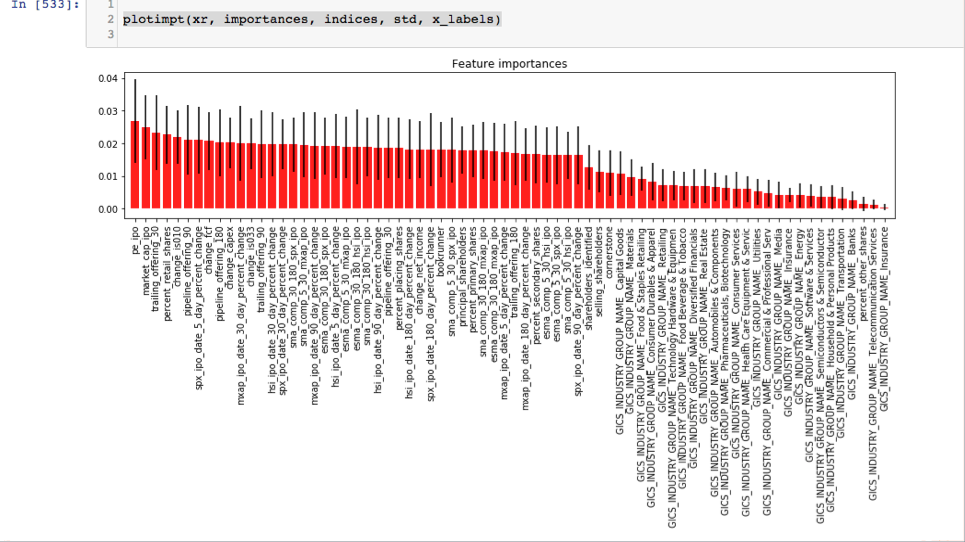 In [533]:
1
2 plotimpt(xr, importances, indices, std, x_labels)
3
Feature importances
0.04
0.03
0.02
0.01
0.00
pe_ipo
market_cap_ipo
trailing_offering_30
percent_retail_shares
change_is010
pipeline_offering_90
spx_ipo_date_5_day_percent_change
change_fcf
pipeline_offering_180
change_capex
mxap_ipo_date_30_day_percent_change
change_is033
trailing_offering_90
hsi_ipo_date_30_day_percent_change
spx_ipo_date_30_day_percent_change
sma_comp_30_180_spx_ipo
sma_comp_5_30_mxap_ipo
mxap_ipo_date_90_day_percent_change
esma_comp_30_180_spx_ipo
hsi_ipo_date_5_day_percent_change
esma_comp_5_30_mxap_ipo
esma_comp_30_180_hsi_ipo
sma_comp_30_180_hsi_ipo
hsi_ipo_date_90_day_percent_change
pipeline_offering_30
percent_placing_shares
hsi_ipo_date_180_day_percent_change
change_net_income
spx_ipo_date_180_day_percent_change
bookrunner
sma_comp_5_30_spx_ipo
principal_shareholders
percent_primary_shares
sma_comp_30_180_mxap_ipo
esma_comp_30_180_mxap_ipo
mxap_ipo_date_5_day_percent_change
trailing_offering_180
mxap_ipo_date_180_day_percent_change
percent_secondary_shares
esma_comp_5_30_hsi_ipo
esma_comp_5_30_spx_ipo
sma_comp_5_30_hsi_ipo
spx_ipo_date_90_day_percent_change
shareholders_identified
selling_shareholders
cornerstone
GICS_INDUSTRY_GROUP_NAME_Capital Goods
GICS_INDUSTRY_GROUP_NAME_Materials
GICS_INDUSTRY_GROUP_NAME_Food & Staples Retailing
GICS_INDUSTRY_GROUP_NAME_Consumer Durables & Apparel
GICS_INDUSTRY_GROUP_NAME_Retailing
GICS_INDUSTRY_GROUP_NAME_Technology Hardware & Equipmen
GICS_INDUSTRY_GROUP_NAME_Food Beverage & Tobacco
GICS_INDUSTRY_GROUP_NAME_Diversified Financials
GICS_INDUSTRY_GROUP_NAME_Real Estate
GICS_INDUSTRY_GROUP_NAME_Automobiles & Components
GICS_INDUSTRY_GROUP_NAME_Pharmaceuticals, Biotechnology
GICS_INDUSTRY_GROUP_NAME_Consumer Services
GICS_INDUSTRY_GROUP_NAME_Health Care Equipment & Servic
GICS_INDUSTRY_GROUP_NAME_Utilities
GICS_INDUSTRY_GROUP_NAME_Commercial & Professional Serv
GICS_INDUSTRY_GROUP_NAME_Media
GICS_INDUSTRY_GROUP_NAME_Insurance
GICS_INDUSTRY_GROUP_NAME_Energy
GICS_INDUSTRY_GROUP_NAME_Software & Services
GICS_INDUSTRY_GROUP_NAME_Semiconductors & Semiconductor
GICS_INDUSTRY_GROUP_NAME_Household & Personal Products
GICS_INDUSTRY_GROUP_NAME_Transportation
GICS_INDUSTRY_GROUP_NAME_Banks
percent_other_shares
GICS_INDUSTRY_GROUP_NAME_Telecommunication Services
GICS_INDUSTRY_GROUP_NAME_Insurance